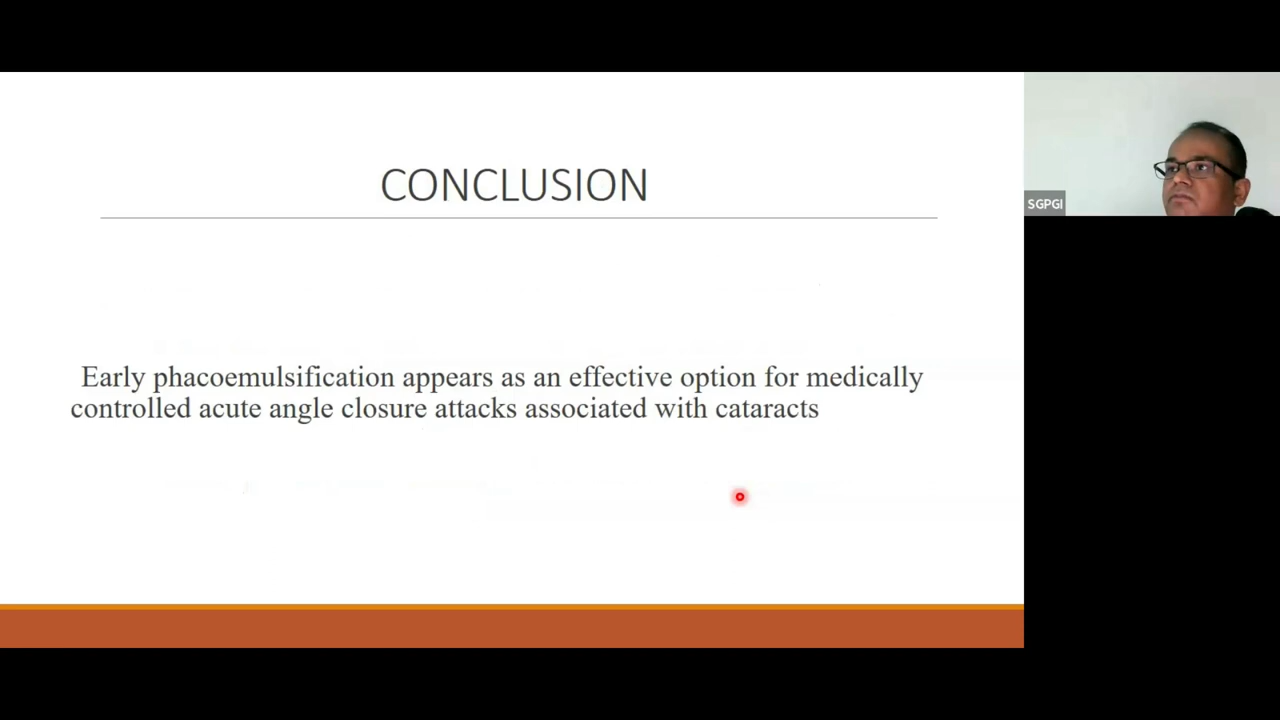 CONCLUSION
Early phacoemulsification appears as an effective option for medically
controlled acute angle closure attacks associated with cataracts
SGPGI